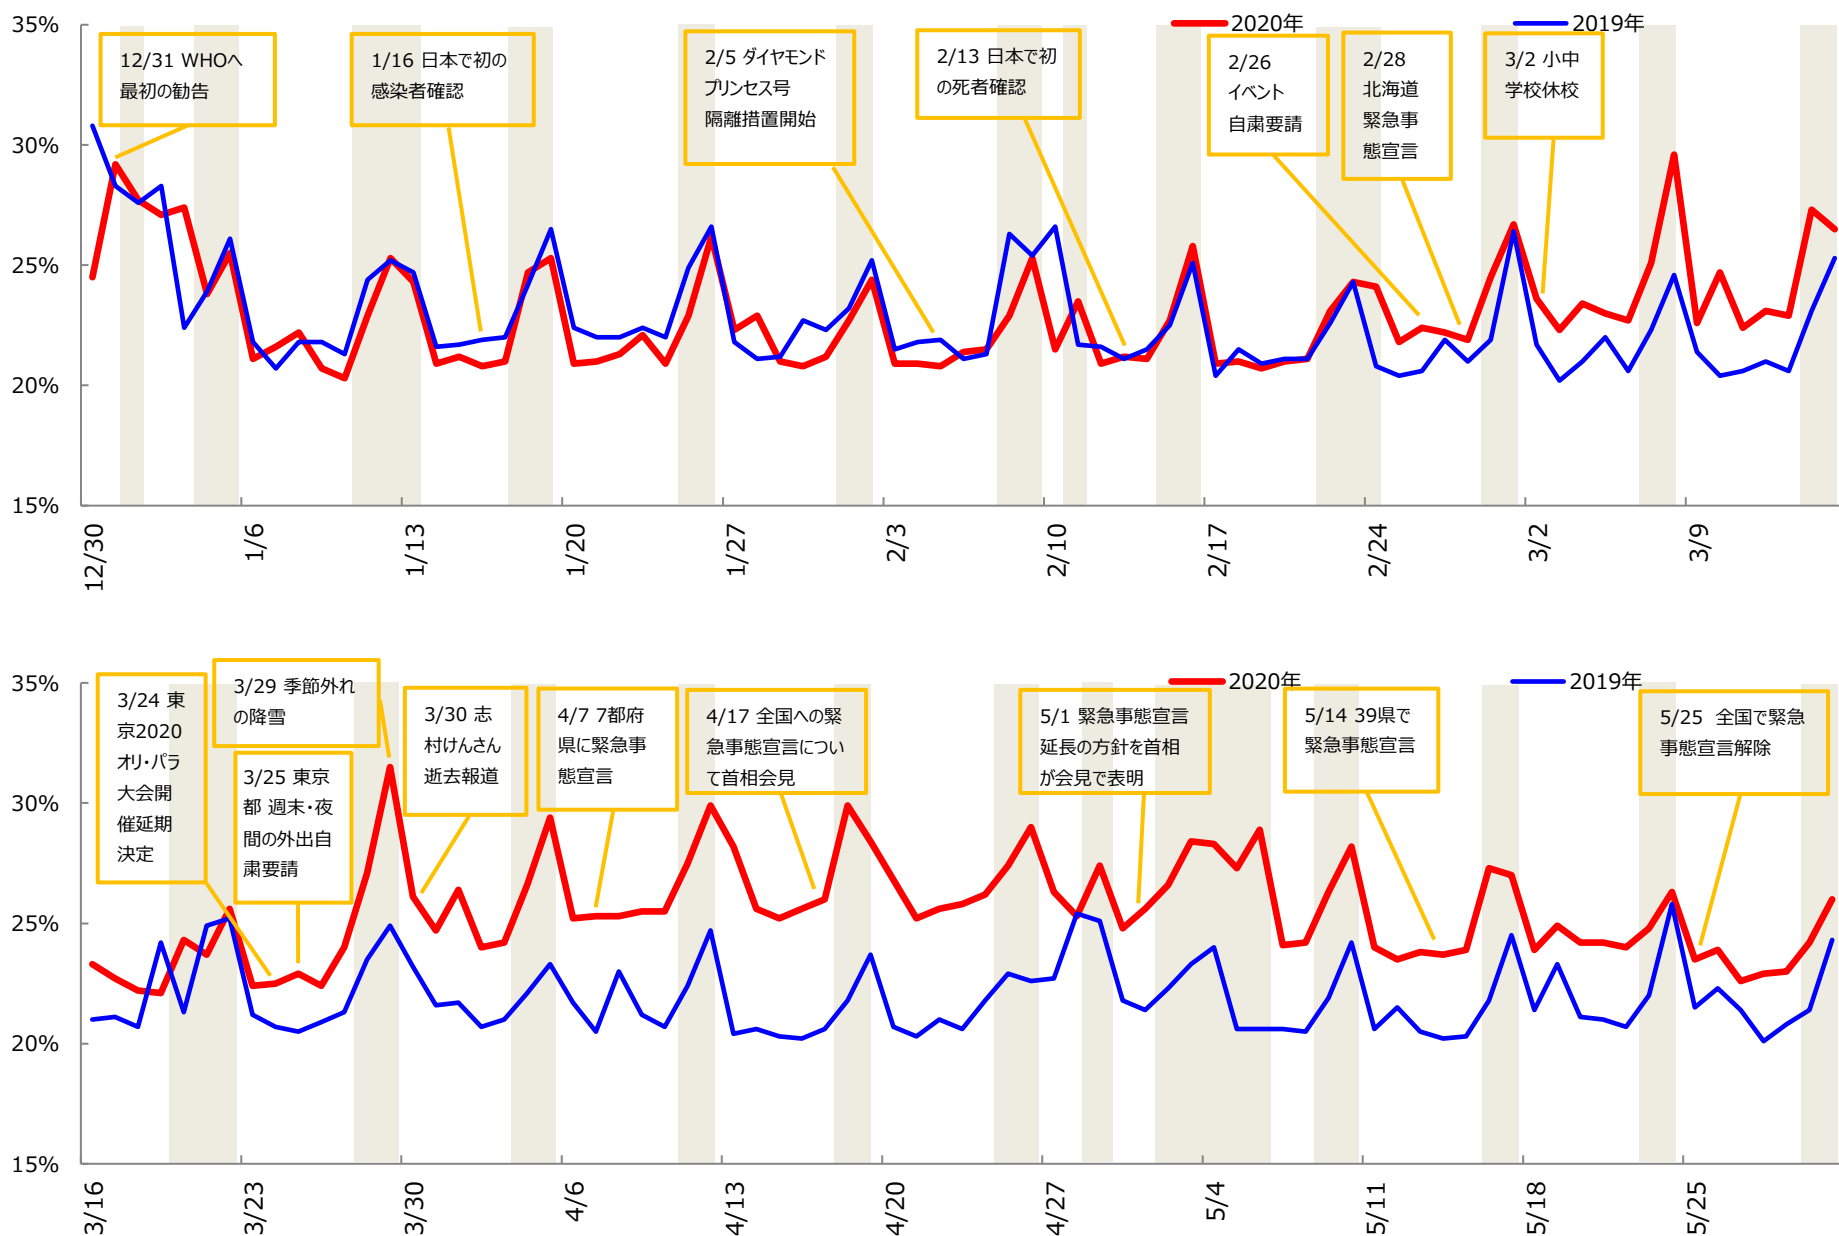 35%
30%
25%
20%
15%
2020年
2019年
12/31 WHOへ
最初の勧告
1/16 日本で初の
感染者確認
2/5 ダイヤモンド
プリンセス号
隔離措置開始
2/13 日本で初
の死者確認
2/26
イベント
自粛要請
2/28
北海道
緊急事
態宣言
3/2 小中
学校休校
12/30
1/6
1/13
1/20
1/27
2/3
2/10
2/17
2/24
3/2
3/9
35%
30%
25%
20%
15%
2020年
2019年
3/24 東
京2020
オリ・パラ
大会開
催延期
決定
3/29 季節外れ
の降雪
3/25 東京
都 週末・夜
間の外出自
粛要請
3/30 志
村けんさん
逝去報道
4/7 7都府
県に緊急事
態宣言
4/17 全国への緊
急事態宣言につい
て首相会見
5/1 緊急事態宣言
延長の方針を首相
が会見で表明
5/14 39県で
緊急事態宣言
5/25 全国で緊急
事態宣言解除
3/16
3/23
3/30
4/6
4/13
4/20
4/27
5/4
5/11
5/18
5/25